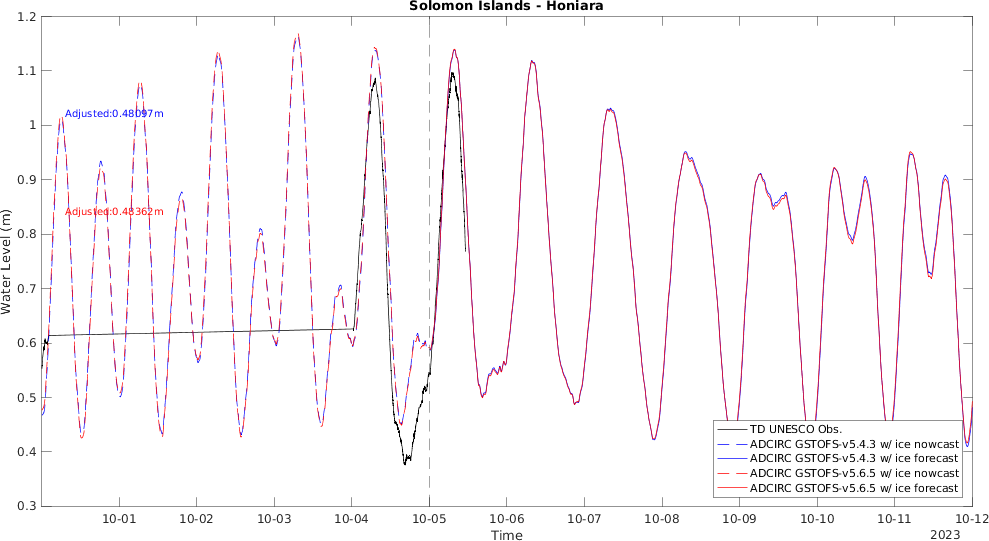 Solomon Islands - Honiara
1.2
1.1
1
0.9
0.8
0.7
0.6
0.5
0.4
0.3
Water Level (m)
Adjusted:0.48097m
Adjusted:0.48362m
TD UNESCO Obs.
ADCIRC GSTOFS-v5.4.3 w/ ice nowcast
ADCIRC GSTOFS-v5.4.3 w/ ice forecast
ADCIRC GSTOFS-v5.6.5 w/ ice nowcast
ADCIRC GSTOFS-v5.6.5 w/ ice forecast
10-01 10-02 10-03 10-04 10-05 10-06 10-07 10-08 10-09 10-10 10-11 10-12
Time
2023